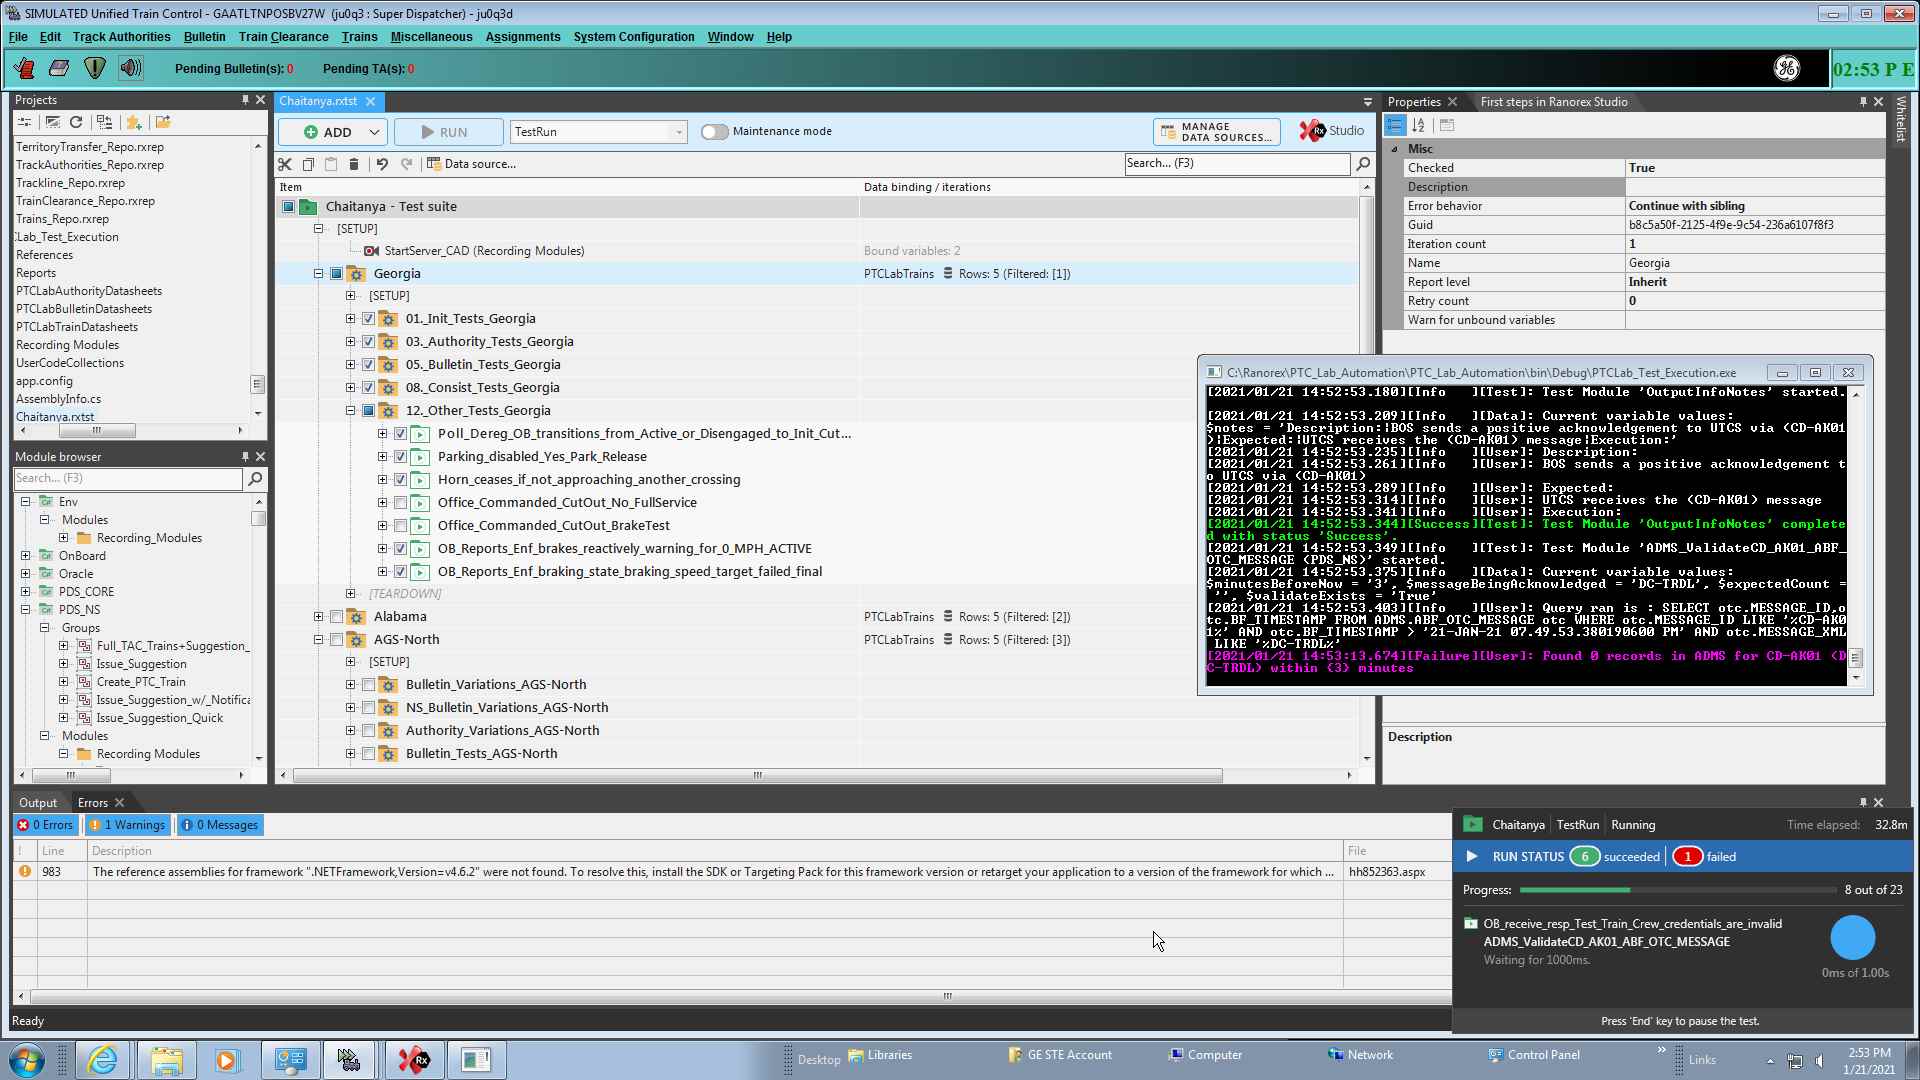 SIMULATED Unified Train Control - GAATLTNPOSBV27W (ju0q3 : Super Dispatcher) - ju0q3d
File Edit Track Authorities Bulletin Train Clearance Trains Miscellaneous Assignments System Configuration Window Help
Pending Bulletin(s): 0 Pending TA(s): 0
02:53 P E
Projects
TerritoryTransfer_Repo.rxrep
TrackAuthorities_Repo.rxrep
Trackline_Repo.rxrep
TrainClearance_Repo.rxrep
Trains_Repo.rxrep
Lab_Test_Execution
References
Reports
PTCLabAuthorityDatasheets
PTCLabBulletinDatasheets
PTCLabTrainDatasheets
Recording Modules
UserCodeCollections
app.config
AssemblyInfo.cs
Chaitanya.rxtst
Module browser
Search... (F3)
Env
Modules
Recording_Modules
OnBoard
Oracle
PDS_CORE
PDS_NS
Groups
Full_TAC_Trains+Suggestion_
Issue_Suggestion
Create_PTC_Train
Issue_Suggestion_w/_Notifica
Issue_Suggestion_Quick
Modules
Recording Modules
Chaitanya.rxtst
ADD RUN TestRun Maintenance mode MANAGE DATA SOURCES... Rx Studio
Data source... Search... (F3)
Item Data binding / iterations
Chaitanya - Test suite
[SETUP]
StartServer_CAD (Recording Modules) Bound variables: 2
Georgia PTCLabTrains Rows: 5 (Filtered: [1])
[SETUP]
01._Init_Tests_Georgia
03._Authority_Tests_Georgia
05._Bulletin_Tests_Georgia
08._Consist_Tests_Georgia
12._Other_Tests_Georgia
Poll_Dereg_OB_transitions_from_Active_or_Disengaged_to_Init_Cut...
Parking_disabled_Yes_Park_Release
Horn_ceases_if_not_approaching_another_crossing
Office_Commanded_CutOut_No_FullService
Office_Commanded_CutOut_BrakeTest
OB_Reports_Enf_brakes_reactively_warning_for_0_MPH_ACTIVE
OB_Reports_Enf_braking_state_braking_speed_target_failed_final
[TEARDOWN]
Alabama PTCLabTrains Rows: 5 (Filtered: [2])
AGS-North PTCLabTrains Rows: 5 (Filtered: [3])
[SETUP]
Bulletin_Variations_AGS-North
NS_Bulletin_Variations_AGS-North
Authority_Variations_AGS-North
Bulletin_Tests_AGS-North
Properties First steps in Ranorex Studio
Whitelist
Misc
Checked True
Description
Error behavior Continue with sibling
Guid b8c5a50f-2125-4f9e-9c54-236a6107f8f3
Iteration count 1
Name Georgia
Report level Inherit
Retry count 0
Warn for unbound variables
Description
C:\Ranorex\PTC_Lab_Automation\PTC_Lab_Automation\bin\Debug\PTCLab_Test_Execution.exe
[2021/01/21 14:52:53.180][Info ][Test]: Test Module 'OutputInfoNotes' started.
[2021/01/21 14:52:53.209][Info ][Data]: Current variable values:
$notes = 'Description:|BOS sends a positive acknowledgement to UTCS via (CD-AK01
)|Expected:|UTCS receives the (CD-AK01) message|Execution:'
[2021/01/21 14:52:53.235][Info ][User]: Description:
[2021/01/21 14:52:53.261][Info ][User]: BOS sends a positive acknowledgement t
o UTCS via (CD-AK01)
[2021/01/21 14:52:53.289][Info ][User]: Expected:
[2021/01/21 14:52:53.314][Info ][User]: UTCS receives the (CD-AK01) message
[2021/01/21 14:52:53.341][Info ][User]: Execution:
[2021/01/21 14:52:53.344][Success][Test]: Test Module 'OutputInfoNotes' complete
d with status 'Success'.
[2021/01/21 14:52:53.349][Info ][Test]: Test Module 'ADMS_ValidateCD_AK01_ABF_
OTC_MESSAGE (PDS_NS)' started.
[2021/01/21 14:52:53.375][Info ][Data]: Current variable values:
$minutesBeforeNow = '3', $messageBeingAcknowledged = 'DC-TRDL', $expectedCount =
'', $validateExists = 'True'
[2021/01/21 14:52:53.403][Info ][User]: Query ran is : SELECT otc.MESSAGE_ID,o
tc.BF_TIMESTAMP FROM ADMS.ABF_OTC_MESSAGE otc WHERE otc.MESSAGE_ID LIKE '%CD-AK0
1%' AND otc.BF_TIMESTAMP > '21-JAN-21 07.49.53.380190600 PM' AND otc.MESSAGE_XML
LIKE '%DC-TRDL%'
[2021/01/21 14:53:13.674][Failure][User]: Found 0 records in ADMS for CD-AK01 (D
C-TRDL) within {3} minutes
Output Errors
0 Errors 1 Warnings 0 Messages
! Line Description File
983 The reference assemblies for framework ".NETFramework,Version=v4.6.2" were not found. To resolve this, install the SDK or Targeting Pack for this framework version or retarget your application to a version of the framework for which ... hh852363.aspx
Chaitanya TestRun Running Time elapsed: 32.8m
RUN STATUS 6 succeeded 1 failed
Progress: 8 out of 23
OB_receive_resp_Test_Train_Crew_credentials_are_invalid
ADMS_ValidateCD_AK01_ABF_OTC_MESSAGE
Waiting for 1000ms.
0ms of 1.00s
Press 'End' key to pause the test.
Ready
Desktop Libraries GE STE Account Computer Network Control Panel » Links
2:53 PM
1/21/2021